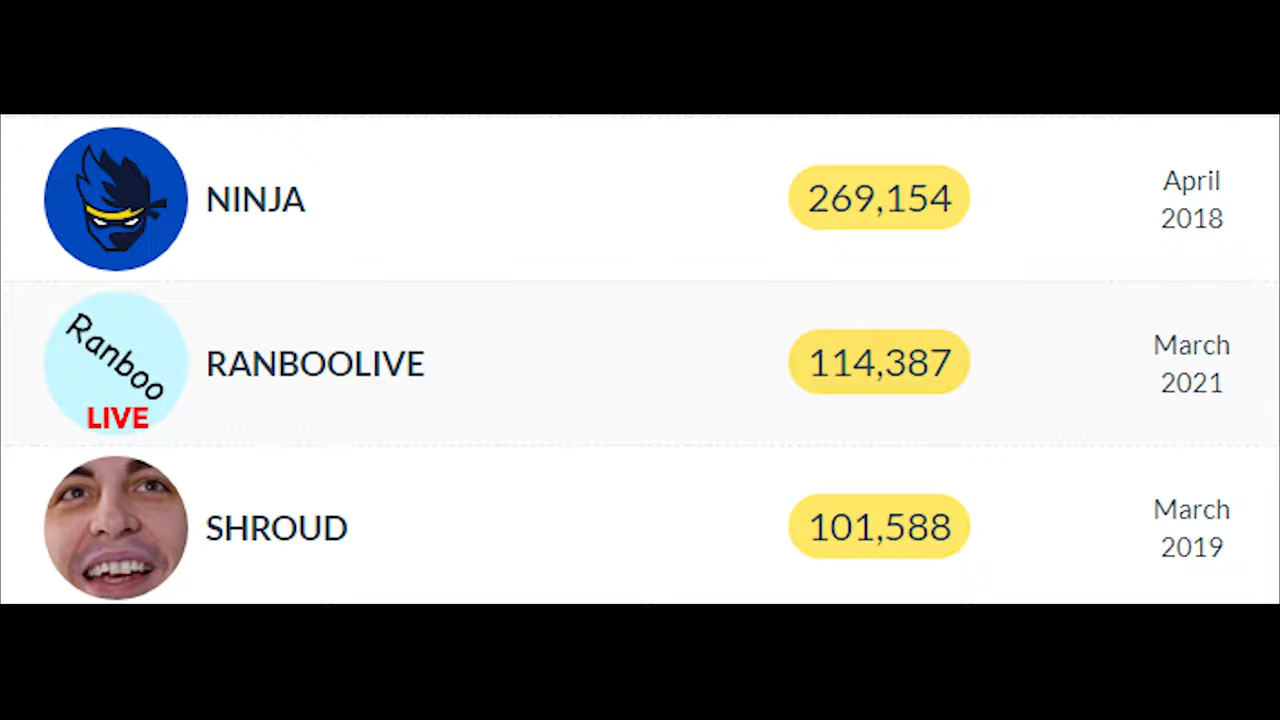 NINJA 269,154 April
2018
Ranboo
LIVE
RANBOOLIVE 114,387 March
2021
SHROUD 101,588 March
2019